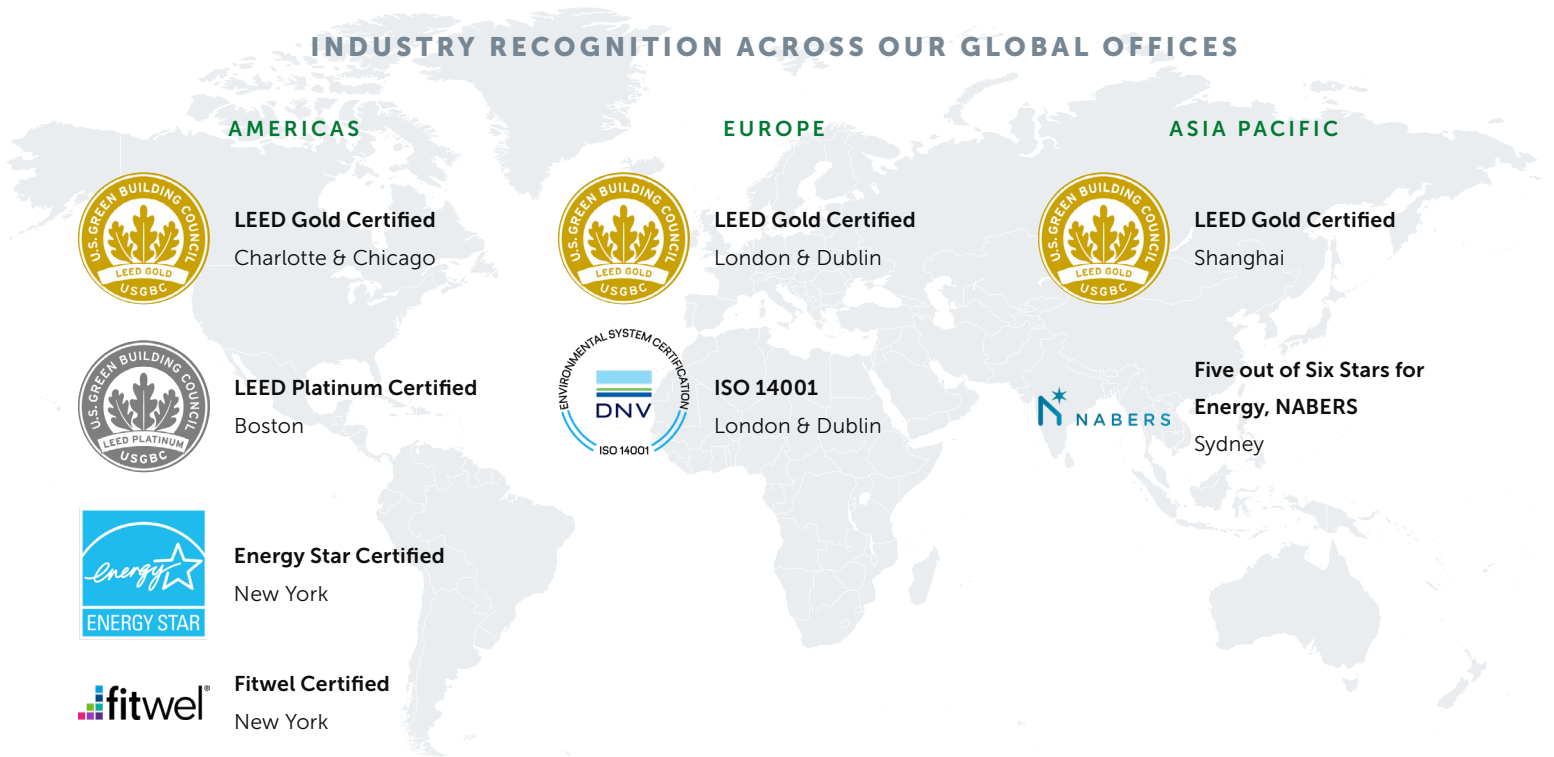 INDUSTRY RECOGNITION ACROSS OUR GLOBAL OFFICES
AMERICAS
U.S. GREEN BUILDING COUNCIL
LEED GOLD
USGBC
LEED Gold Certified
Charlotte & Chicago
U.S. GREEN BUILDING COUNCIL
LEED PLATINUM
USGBC
LEED Platinum Certified
Boston
energy
ENERGY STAR
Energy Star Certified
New York
fitwel®
Fitwel Certified
New York
EUROPE
U.S. GREEN BUILDING COUNCIL
LEED GOLD
USGBC
LEED Gold Certified
London & Dublin
ENVIRONMENTAL SYSTEM CERTIFICATION
DNV
ISO 14001
ISO 14001
London & Dublin
ASIA PACIFIC
U.S. GREEN BUILDING COUNCIL
LEED GOLD
USGBC
LEED Gold Certified
Shanghai
NABERS
Five out of Six Stars for
Energy, NABERS
Sydney